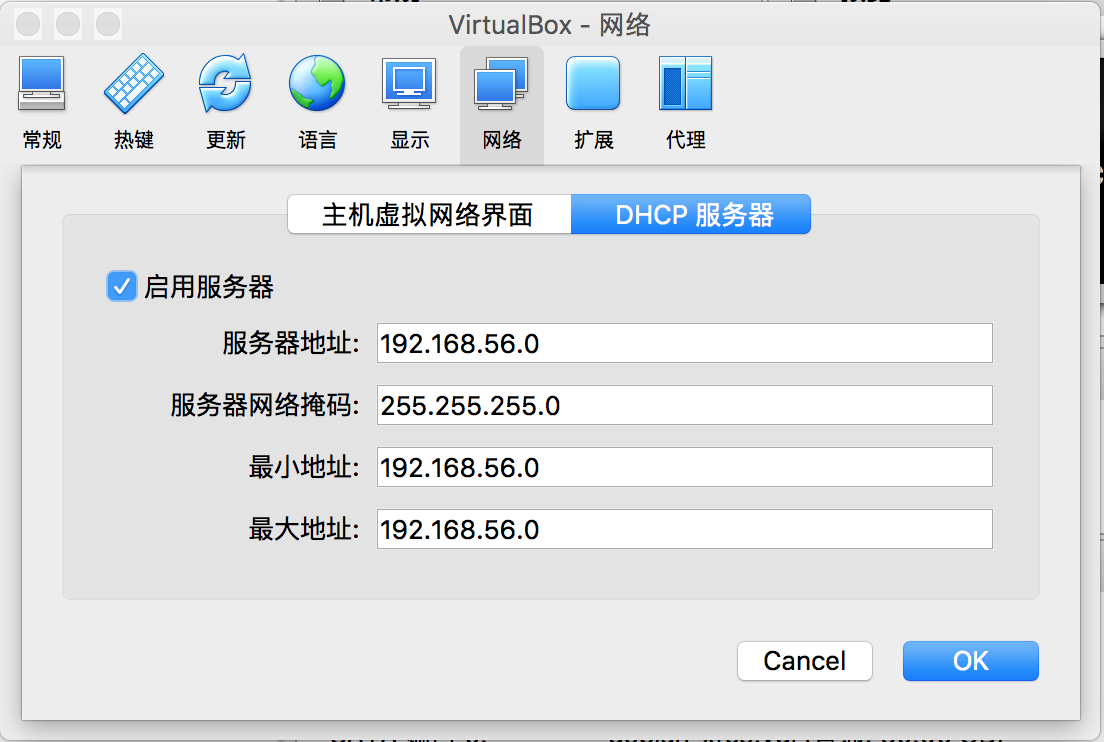 VirtualBox - 网络
常规 热键 更新 语言 显示 网络 扩展 代理
主机虚拟网络界面 DHCP 服务器
启用服务器
服务器地址: 192.168.56.0
服务器网络掩码: 255.255.255.0
最小地址: 192.168.56.0
最大地址: 192.168.56.0
Cancel OK